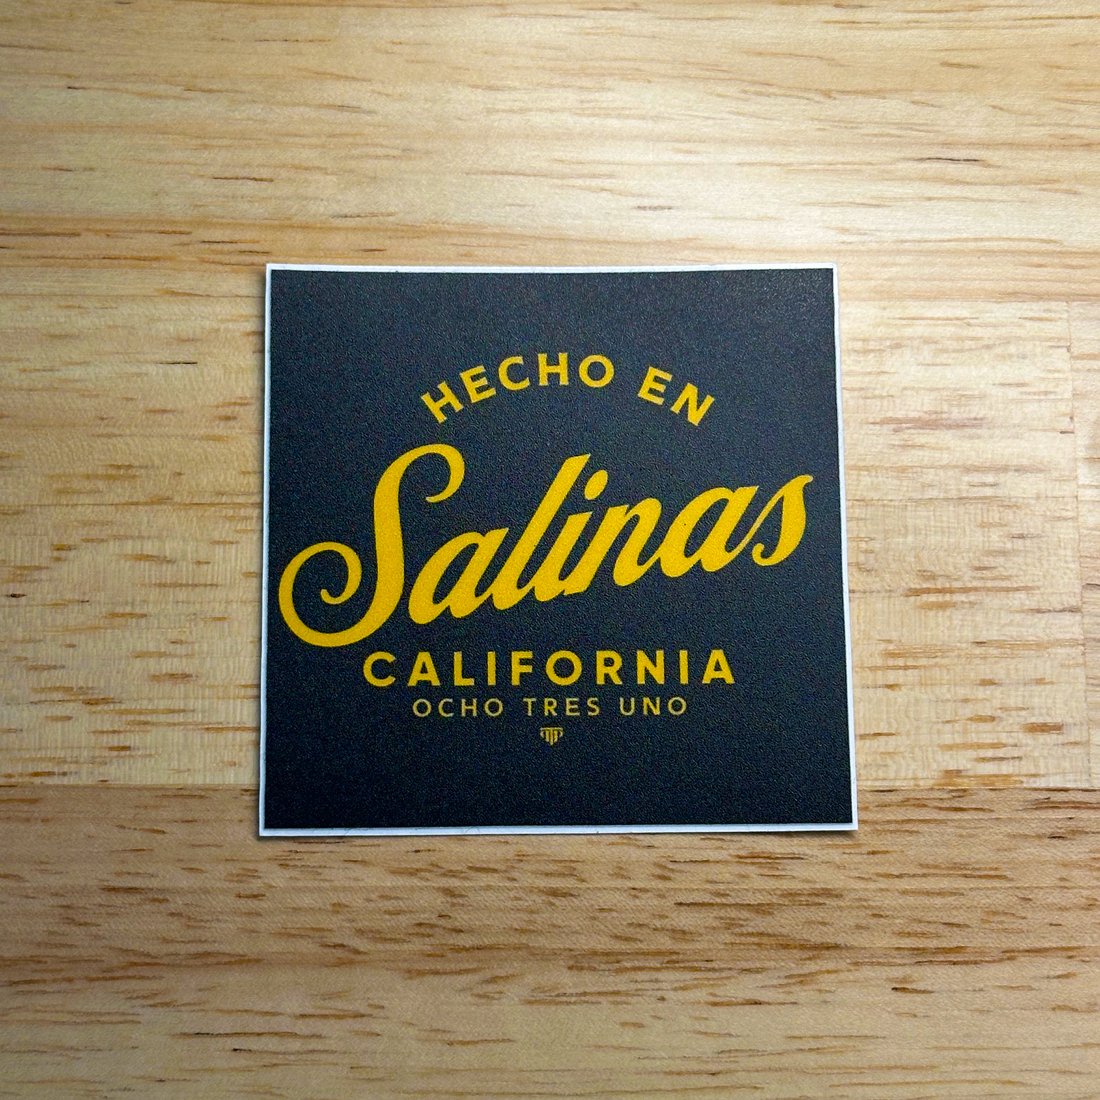 HECHO EN
Salinas
CALIFORNIA
OCHO TRES UNO